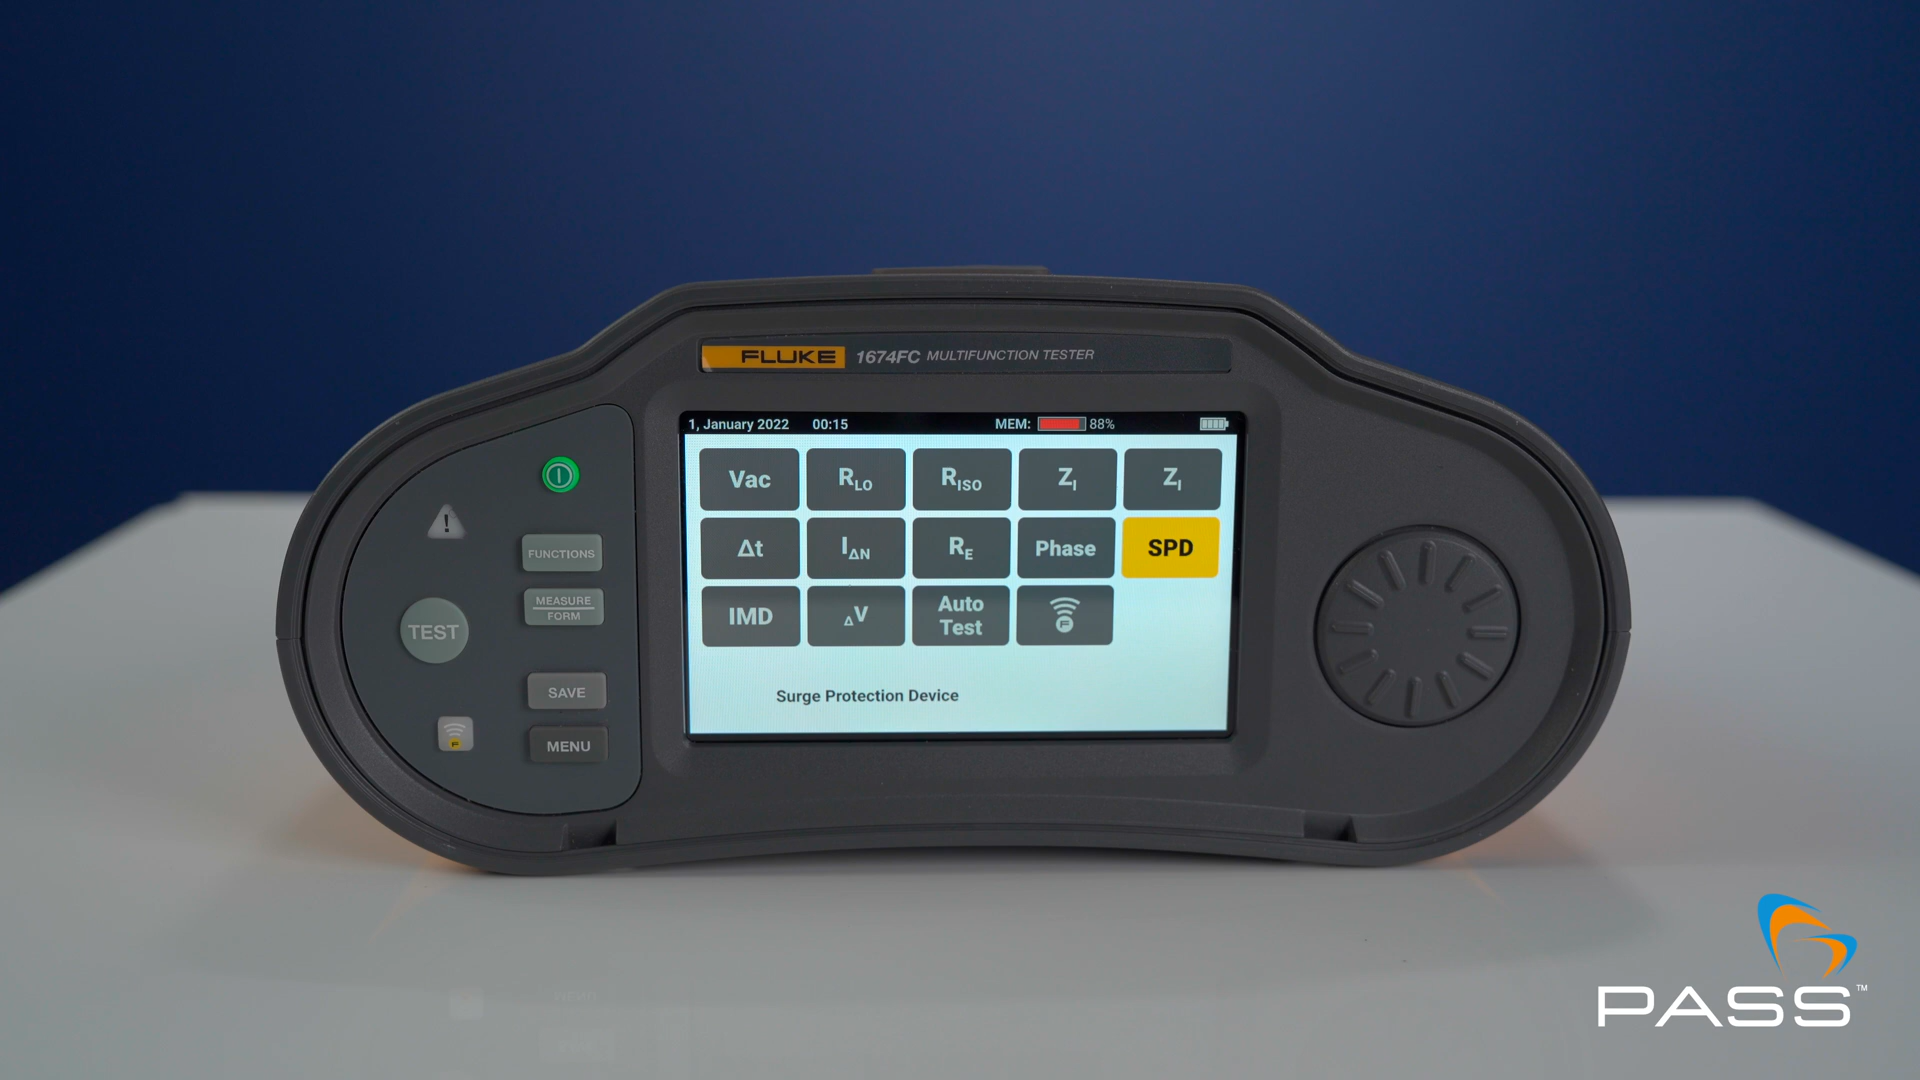 FLUKE 1674FC MULTIFUNCTION TESTER
1, January 2022 00:15 MEM: 88%
Vac RLO RISO ZI ZI
Δt IΔN RE Phase SPD
IMD ΔV Auto Test F
Surge Protection Device
FUNCTIONS
MEASURE
FORM
TEST
SAVE
F
MENU
PASS™